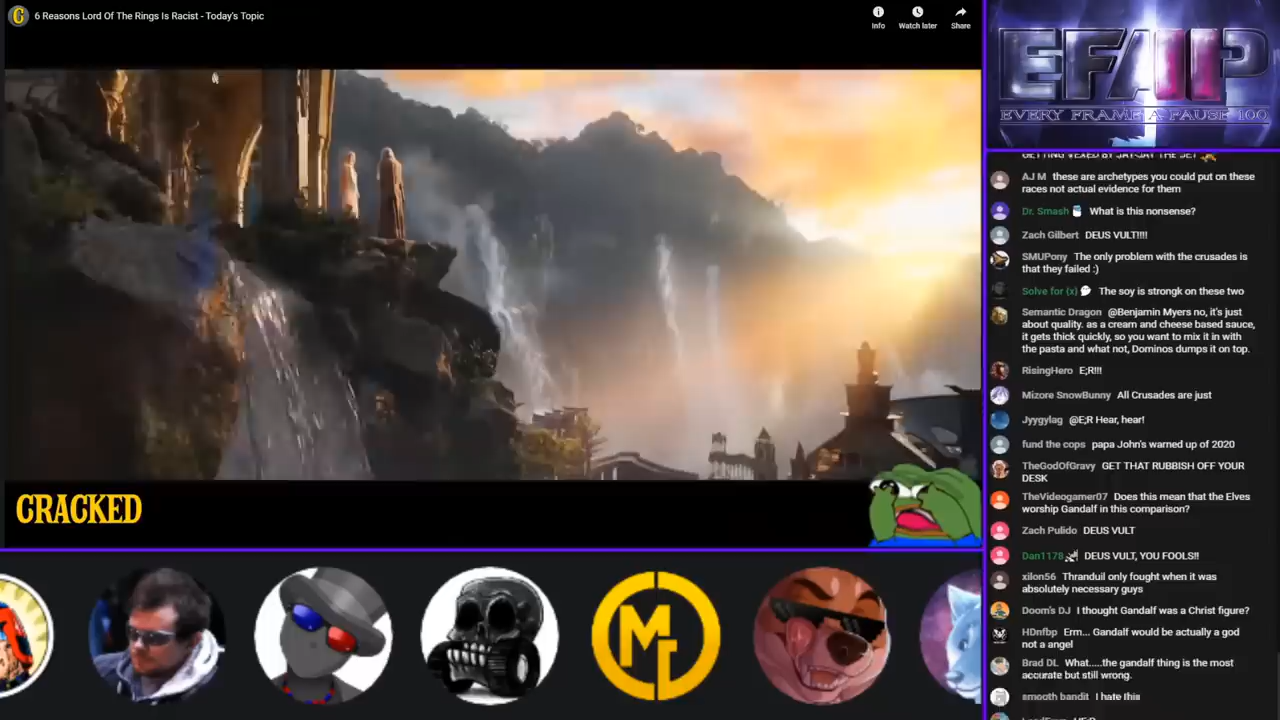 6 Reasons Lord Of The Rings Is Racist - Today's Topic
Info
Watch later
Share
CRACKED
EFAP
EVERY FRAME A PAUSE 100
AJ M these are archetypes you could put on these
races not actual evidence for them
Dr. Smash What is this nonsense?
Zach Gilbert DEUS VULT!!!!
SMUPony The only problem with the crusades is
that they failed :)
Solve for {x} The soy is strongk on these two
Semantic Dragon @Benjamin Myers no, it's just
about quality. as a cream and cheese based sauce,
it gets thick quickly, so you want to mix it in with
the pasta and what not, Dominos dumps it on top.
RisingHero E;R!!!
Mizore SnowBunny All Crusades are just
Jyygylag @E;R Hear, hear!
fund the cops papa John's warned up of 2020
TheGodOfGravy GET THAT RUBBISH OFF YOUR
DESK
TheVideogamer07 Does this mean that the Elves
worship Gandalf in this comparison?
Zach Pulido DEUS VULT
Dan1178 DEUS VULT, YOU FOOLS!!
xilon56 Thranduil only fought when it was
absolutely necessary guys
Doom's DJ I thought Gandalf was a Christ figure?
HDnfbp Erm... Gandalf would be actually a god
not a angel
Brad DL What.....the gandalf thing is the most
accurate but still wrong.
smooth bandit I hate this